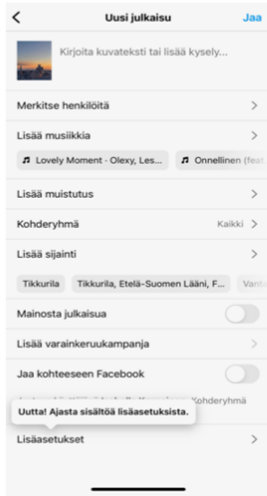 Uusi julkaisu
Jaa
Kirjoita kuvateksti tai lisää kysely...
Merkitse henkilöitä
Lisää musiikkia
Lovely Moment · Olexy, Les...
Onnellinen (feat.
Lisää muistutus
Kohderyhmä
Kaikki
Lisää sijainti
Tikkurila
Tikkurila, Etelä-Suomen Lääni, F...
Vanta
Mainosta julkaisua
Lisää varainkeruukampanja
Jaa kohteeseen Facebook
Kohderyhmä
Uutta! Ajasta sisältöä lisäasetuksista.
Lisäasetukset